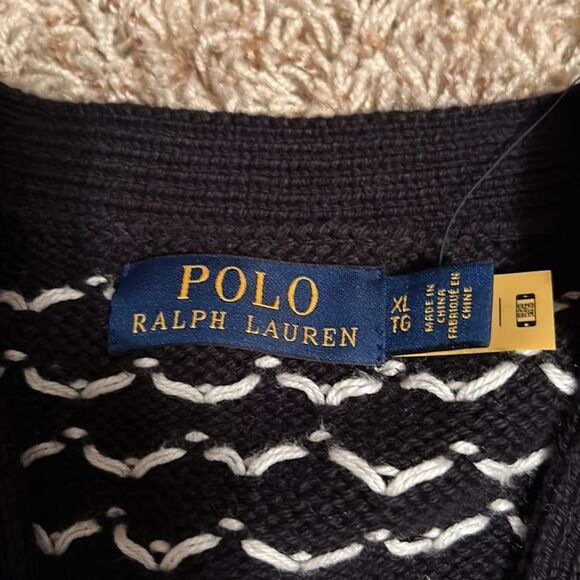 POLO
RALPH LAUREN
XL
TG
MADE IN
CHINA
FABRIQUÉ EN
CHINE